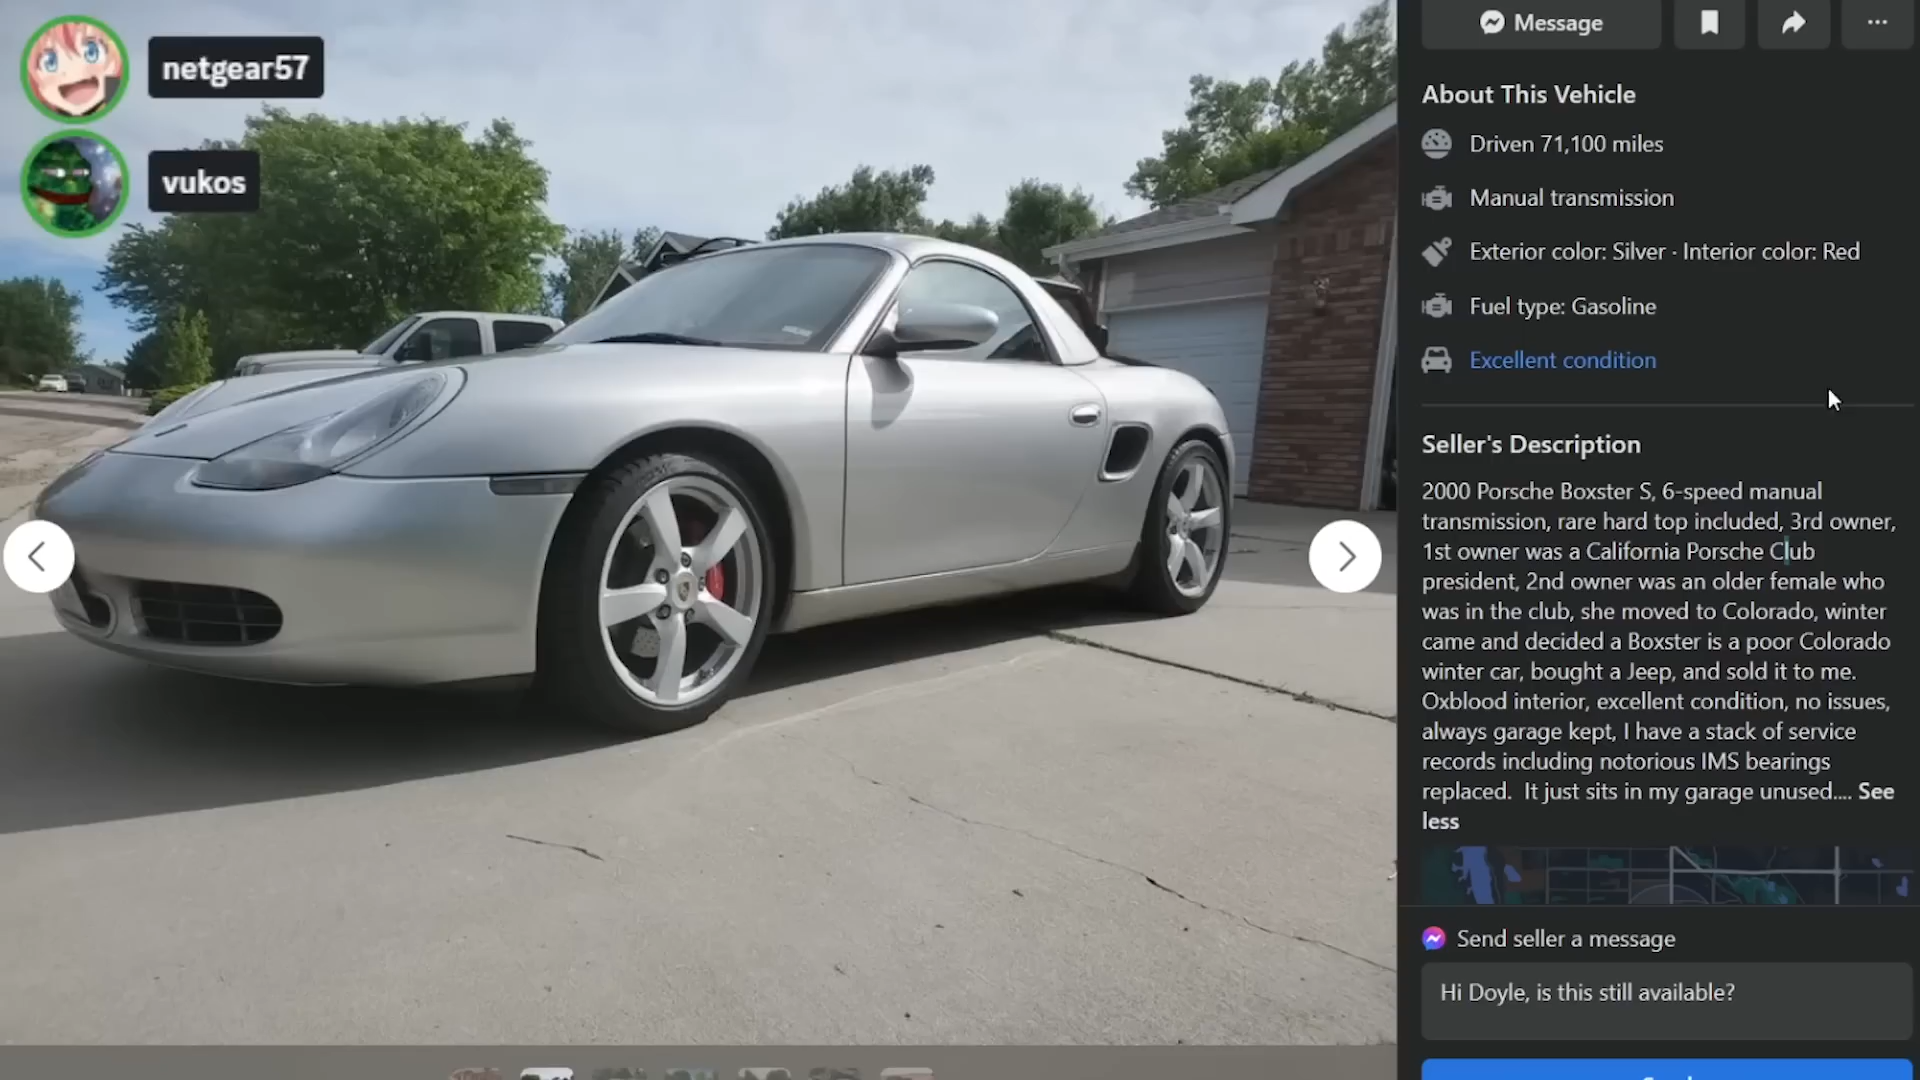 netgear57
vukos
Message
About This Vehicle
Driven 71,100 miles
Manual transmission
Exterior color: Silver · Interior color: Red
Fuel type: Gasoline
Excellent condition
Seller's Description
2000 Porsche Boxster S, 6-speed manual
transmission, rare hard top included, 3rd owner,
1st owner was a California Porsche Club
president, 2nd owner was an older female who
was in the club, she moved to Colorado, winter
came and decided a Boxster is a poor Colorado
winter car, bought a Jeep, and sold it to me.
Oxblood interior, excellent condition, no issues,
always garage kept, I have a stack of service
records including notorious IMS bearings
replaced.  It just sits in my garage unused.... See
less
Send seller a message
Hi Doyle, is this still available?